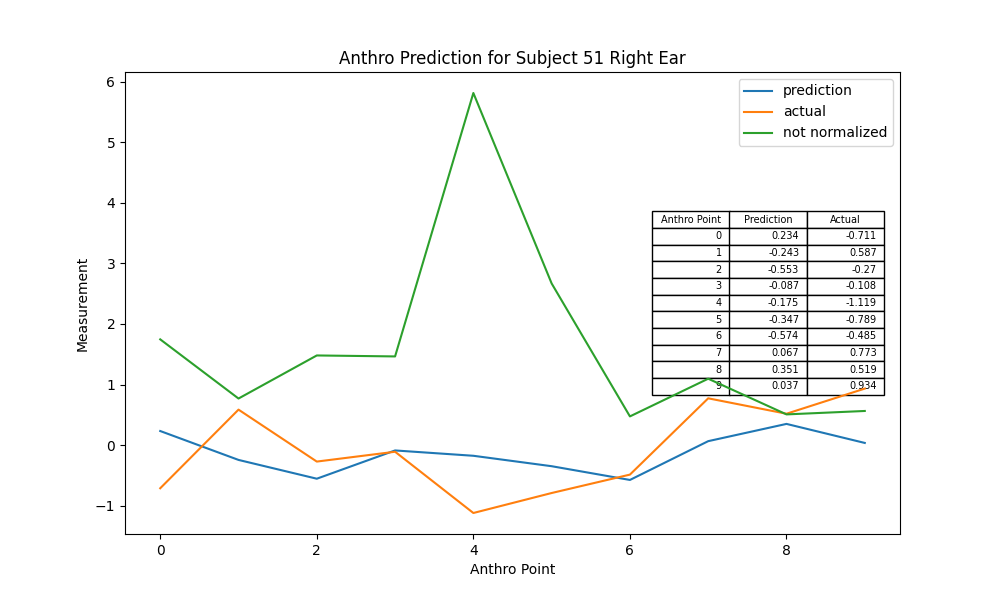 Anthro Prediction for Subject 51 Right Ear
6
5
4
3
2
1
0
−1
Measurement
prediction
actual
not normalized
Anthro Point Prediction Actual
0 0.234 -0.711
1 -0.243 0.587
2 -0.553 -0.27
3 -0.087 -0.108
4 -0.175 -1.119
5 -0.347 -0.789
6 -0.574 -0.485
7 0.067 0.773
8 0.351 0.519
9 0.037 0.934
0 2 4 6 8
Anthro Point